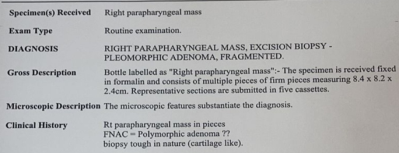 Specimen(s) Received Right parapharyngeal mass
Exam Type Routine examination.
DIAGNOSIS RIGHT PARAPHARYNGEAL MASS, EXCISION BIOPSY -
PLEOMORPHIC ADENOMA, FRAGMENTED.
Gross Description Bottle labelled as "Right parapharyngeal mass":- The specimen is received fixed
in formalin and consists of multiple pieces of firm pieces measuring 8.4 x 8.2 x
2.4cm. Representative sections are submitted in five cassettes.
Microscopic Description The microscopic features substantiate the diagnosis.
Clinical History Rt parapharyngeal mass in pieces
FNAC = Polymorphic adenoma ??
biopsy tough in nature (cartilage like).